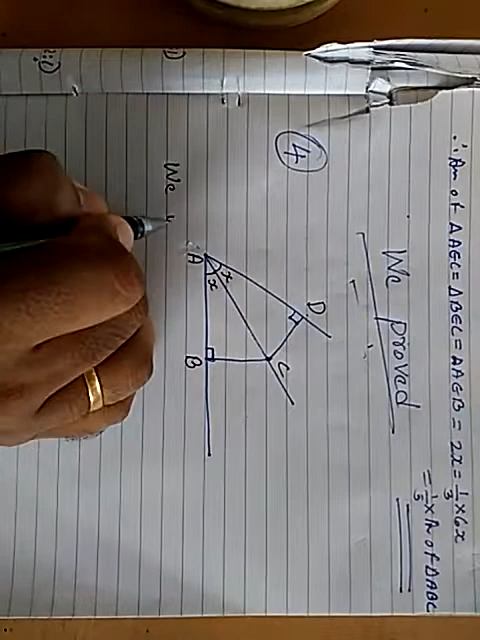 ∴ Ar of ΔAGC = ΔBGC = ΔAGB = 2x = 1/3 × 6x
= 1/3 × Ar of ΔABC
We proved
4
D
C
x
x
A
B
We